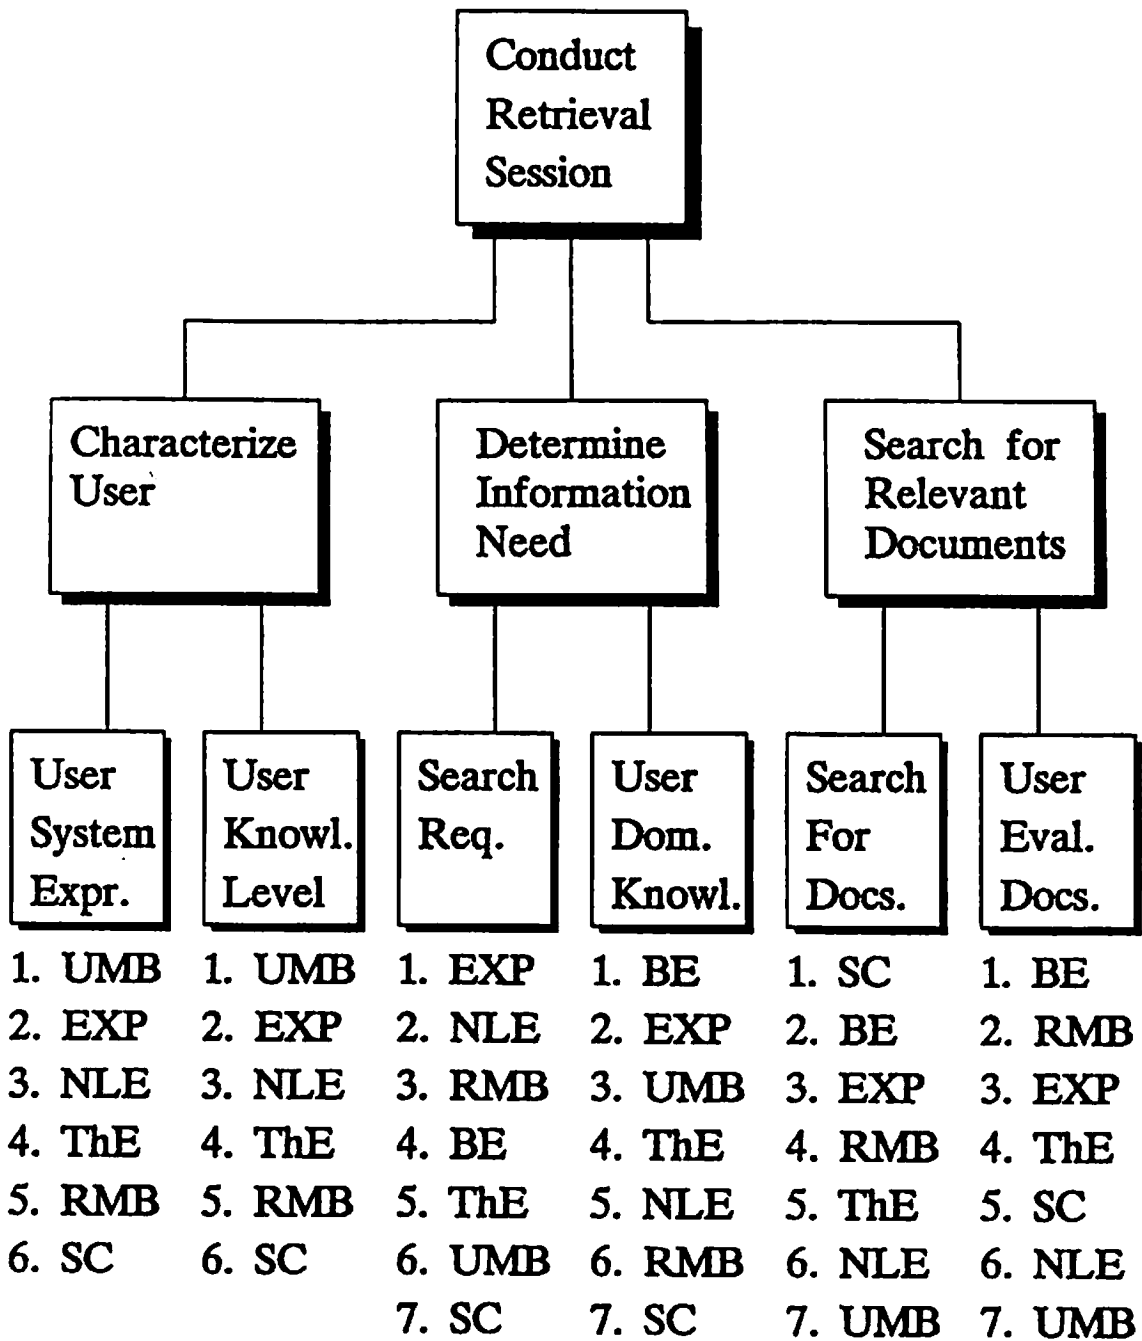 Conduct
Retrieval
Session
Characterize
User
Determine
Information
Need
Search for
Relevant
Documents
User
System
Expr.
User
Knowl.
Level
Search
Req.
User
Dom.
Knowl.
Search
For
Docs.
User
Eval.
Docs.
1. UMB
2. EXP
3. NLE
4. ThE
5. RMB
6. SC
1. UMB
2. EXP
3. NLE
4. ThE
5. RMB
6. SC
1. EXP
2. NLE
3. RMB
4. BE
5. ThE
6. UMB
7. SC
1. BE
2. EXP
3. UMB
4. ThE
5. NLE
6. RMB
7. SC
1. SC
2. BE
3. EXP
4. RMB
5. ThE
6. NLE
7. UMB
1. BE
2. RMB
3. EXP
4. ThE
5. SC
6. NLE
7. UMB